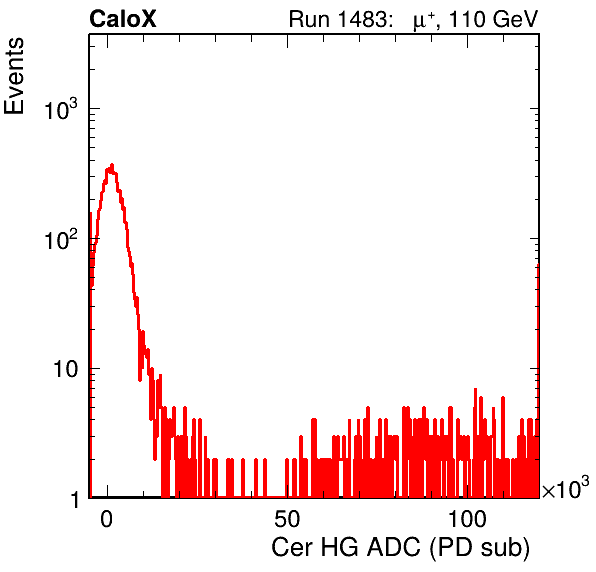 CaloX Run 1483: μ⁺, 110 GeV
Events
10³
10²
10
1
0 50 100 ×10³
Cer HG ADC (PD sub)